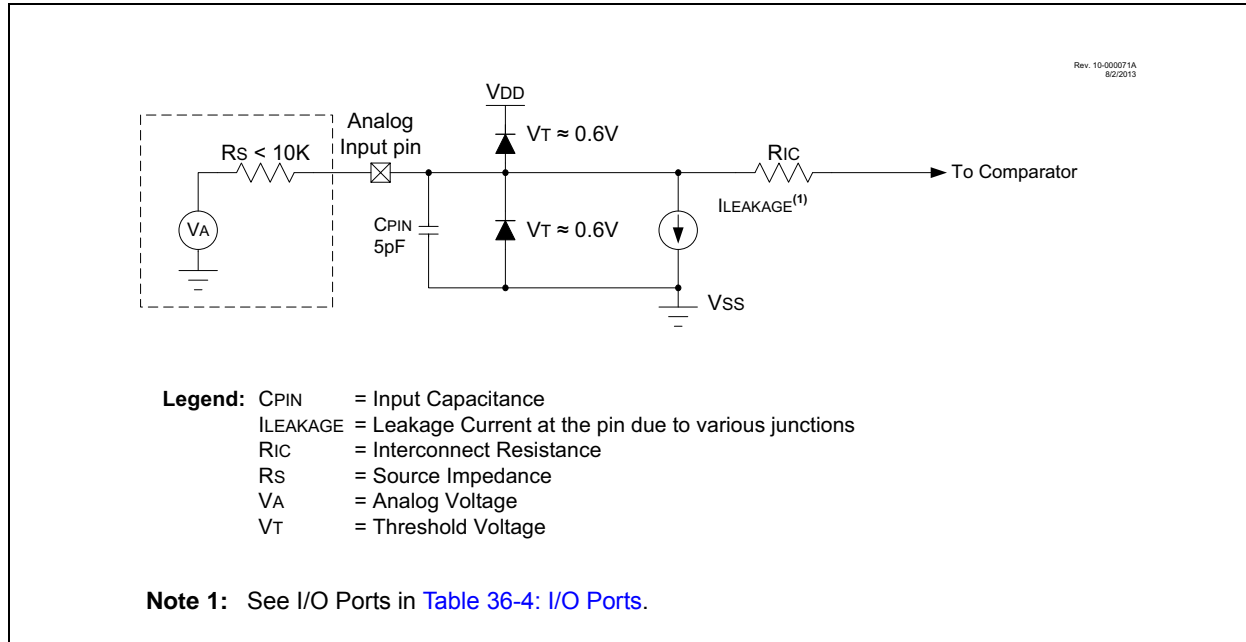 Rev. 10-000071A
8/2/2013
VDD
Analog
Input pin
VT ≈ 0.6V
RS < 10K
RIC
To Comparator
ILEAKAGE(1)
VA
CPIN
5pF
VT ≈ 0.6V
VSS
Legend: CPIN = Input Capacitance
ILEAKAGE = Leakage Current at the pin due to various junctions
RIC = Interconnect Resistance
RS = Source Impedance
VA = Analog Voltage
VT = Threshold Voltage
Note 1: See I/O Ports in Table 36-4: I/O Ports.